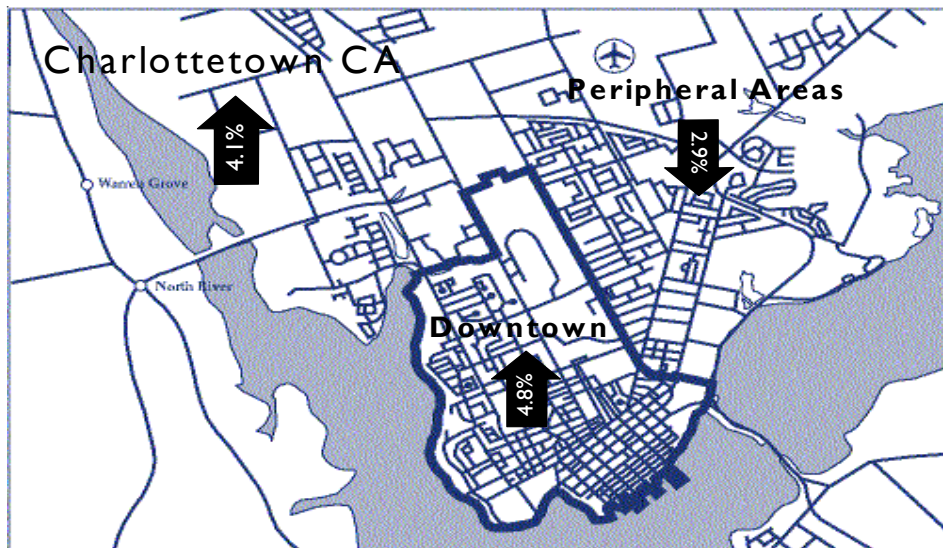 Charlottetown CA
Peripheral Areas
4.1%
2.9%
Warren Grove
North River
Downtown
4.8%